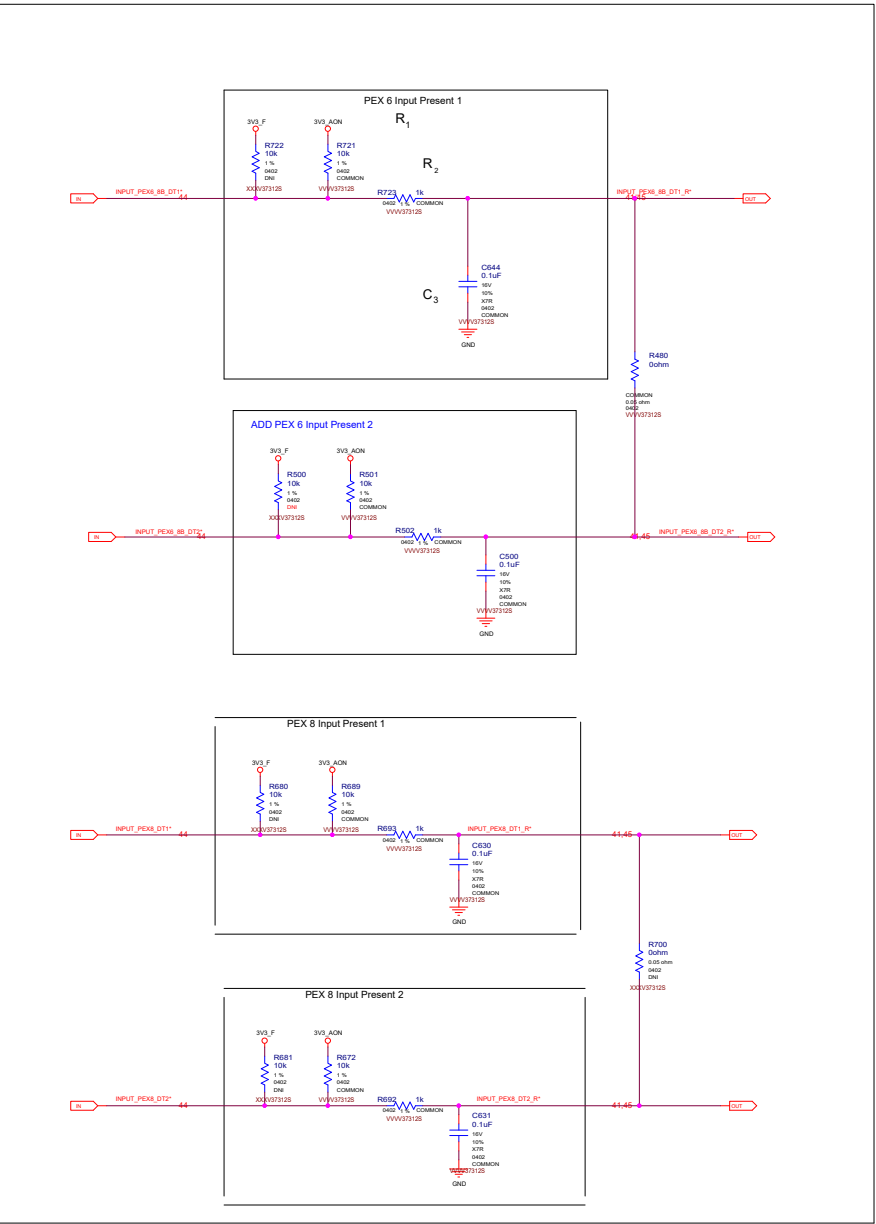 PEX 6 Input Present 1
R1
3V3_F
3V3_AON
R722
10k
1 %
0402
DNI
XXXV37312S
R721
10k
1 %
0402
COMMON
VVVV37312S
R2
R723 1k
0402 1 % COMMON
VVVV37312S
IN
INPUT_PEX6_8B_DT1*
44
INPUT_PEX6_8B_DT1_R*
41,45
OUT
C3
C644
0.1uF
16V
10%
X7R
0402
COMMON
VVVV37312S
GND
R480
0ohm
COMMON
0.05 ohm
0402
VVVV37312S
ADD PEX 6 Input Present 2
3V3_F
3V3_AON
R500
10k
1 %
0402
DNI
XXXV37312S
R501
10k
1 %
0402
COMMON
VVVV37312S
R502 1k
0402 1 % COMMON
VVVV37312S
IN
INPUT_PEX6_8B_DT2*
44
41,45
INPUT_PEX6_8B_DT2_R*
OUT
C500
0.1uF
16V
10%
X7R
0402
COMMON
VVVV37312S
GND
PEX 8 Input Present 1
3V3_F
3V3_AON
R680
10k
1 %
0402
DNI
XXXV37312S
R689
10k
1 %
0402
COMMON
VVVV37312S
R693 1k
0402 1 % COMMON
VVVV37312S
IN
INPUT_PEX8_DT1*
44
INPUT_PEX8_DT1_R*
41,45
OUT
C630
0.1uF
16V
10%
X7R
0402
COMMON
VVVV37312S
GND
R700
0ohm
0.05 ohm
0402
DNI
XXXV37312S
PEX 8 Input Present 2
3V3_F
3V3_AON
R681
10k
1 %
0402
DNI
XXXV37312S
R672
10k
1 %
0402
COMMON
VVVV37312S
R692 1k
0402 1 % COMMON
VVVV37312S
IN
INPUT_PEX8_DT2*
44
INPUT_PEX8_DT2_R*
41,45
OUT
C631
0.1uF
16V
10%
X7R
0402
COMMON
VVVV37312S
GND